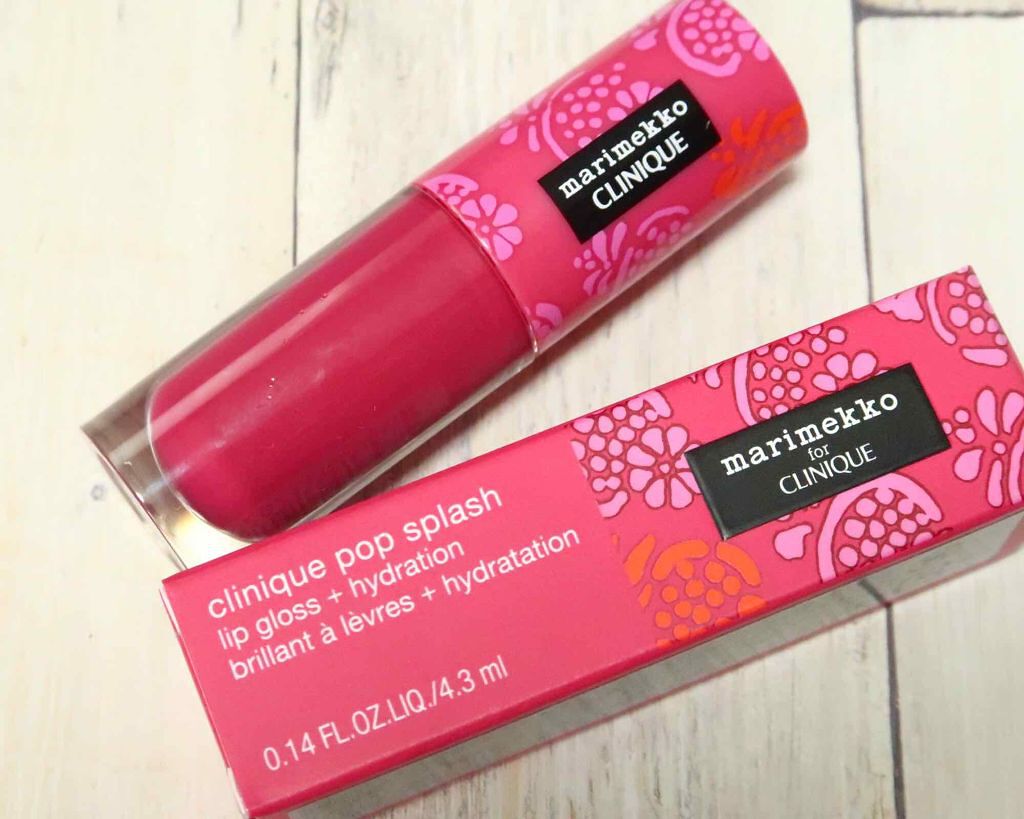 marimekko
CLINIQUE
marimekko
for
CLINIQUE
clinique pop splash
lip gloss + hydration
brillant à lèvres + hydratation
0.14 FL.OZ.LIQ./4.3 ml